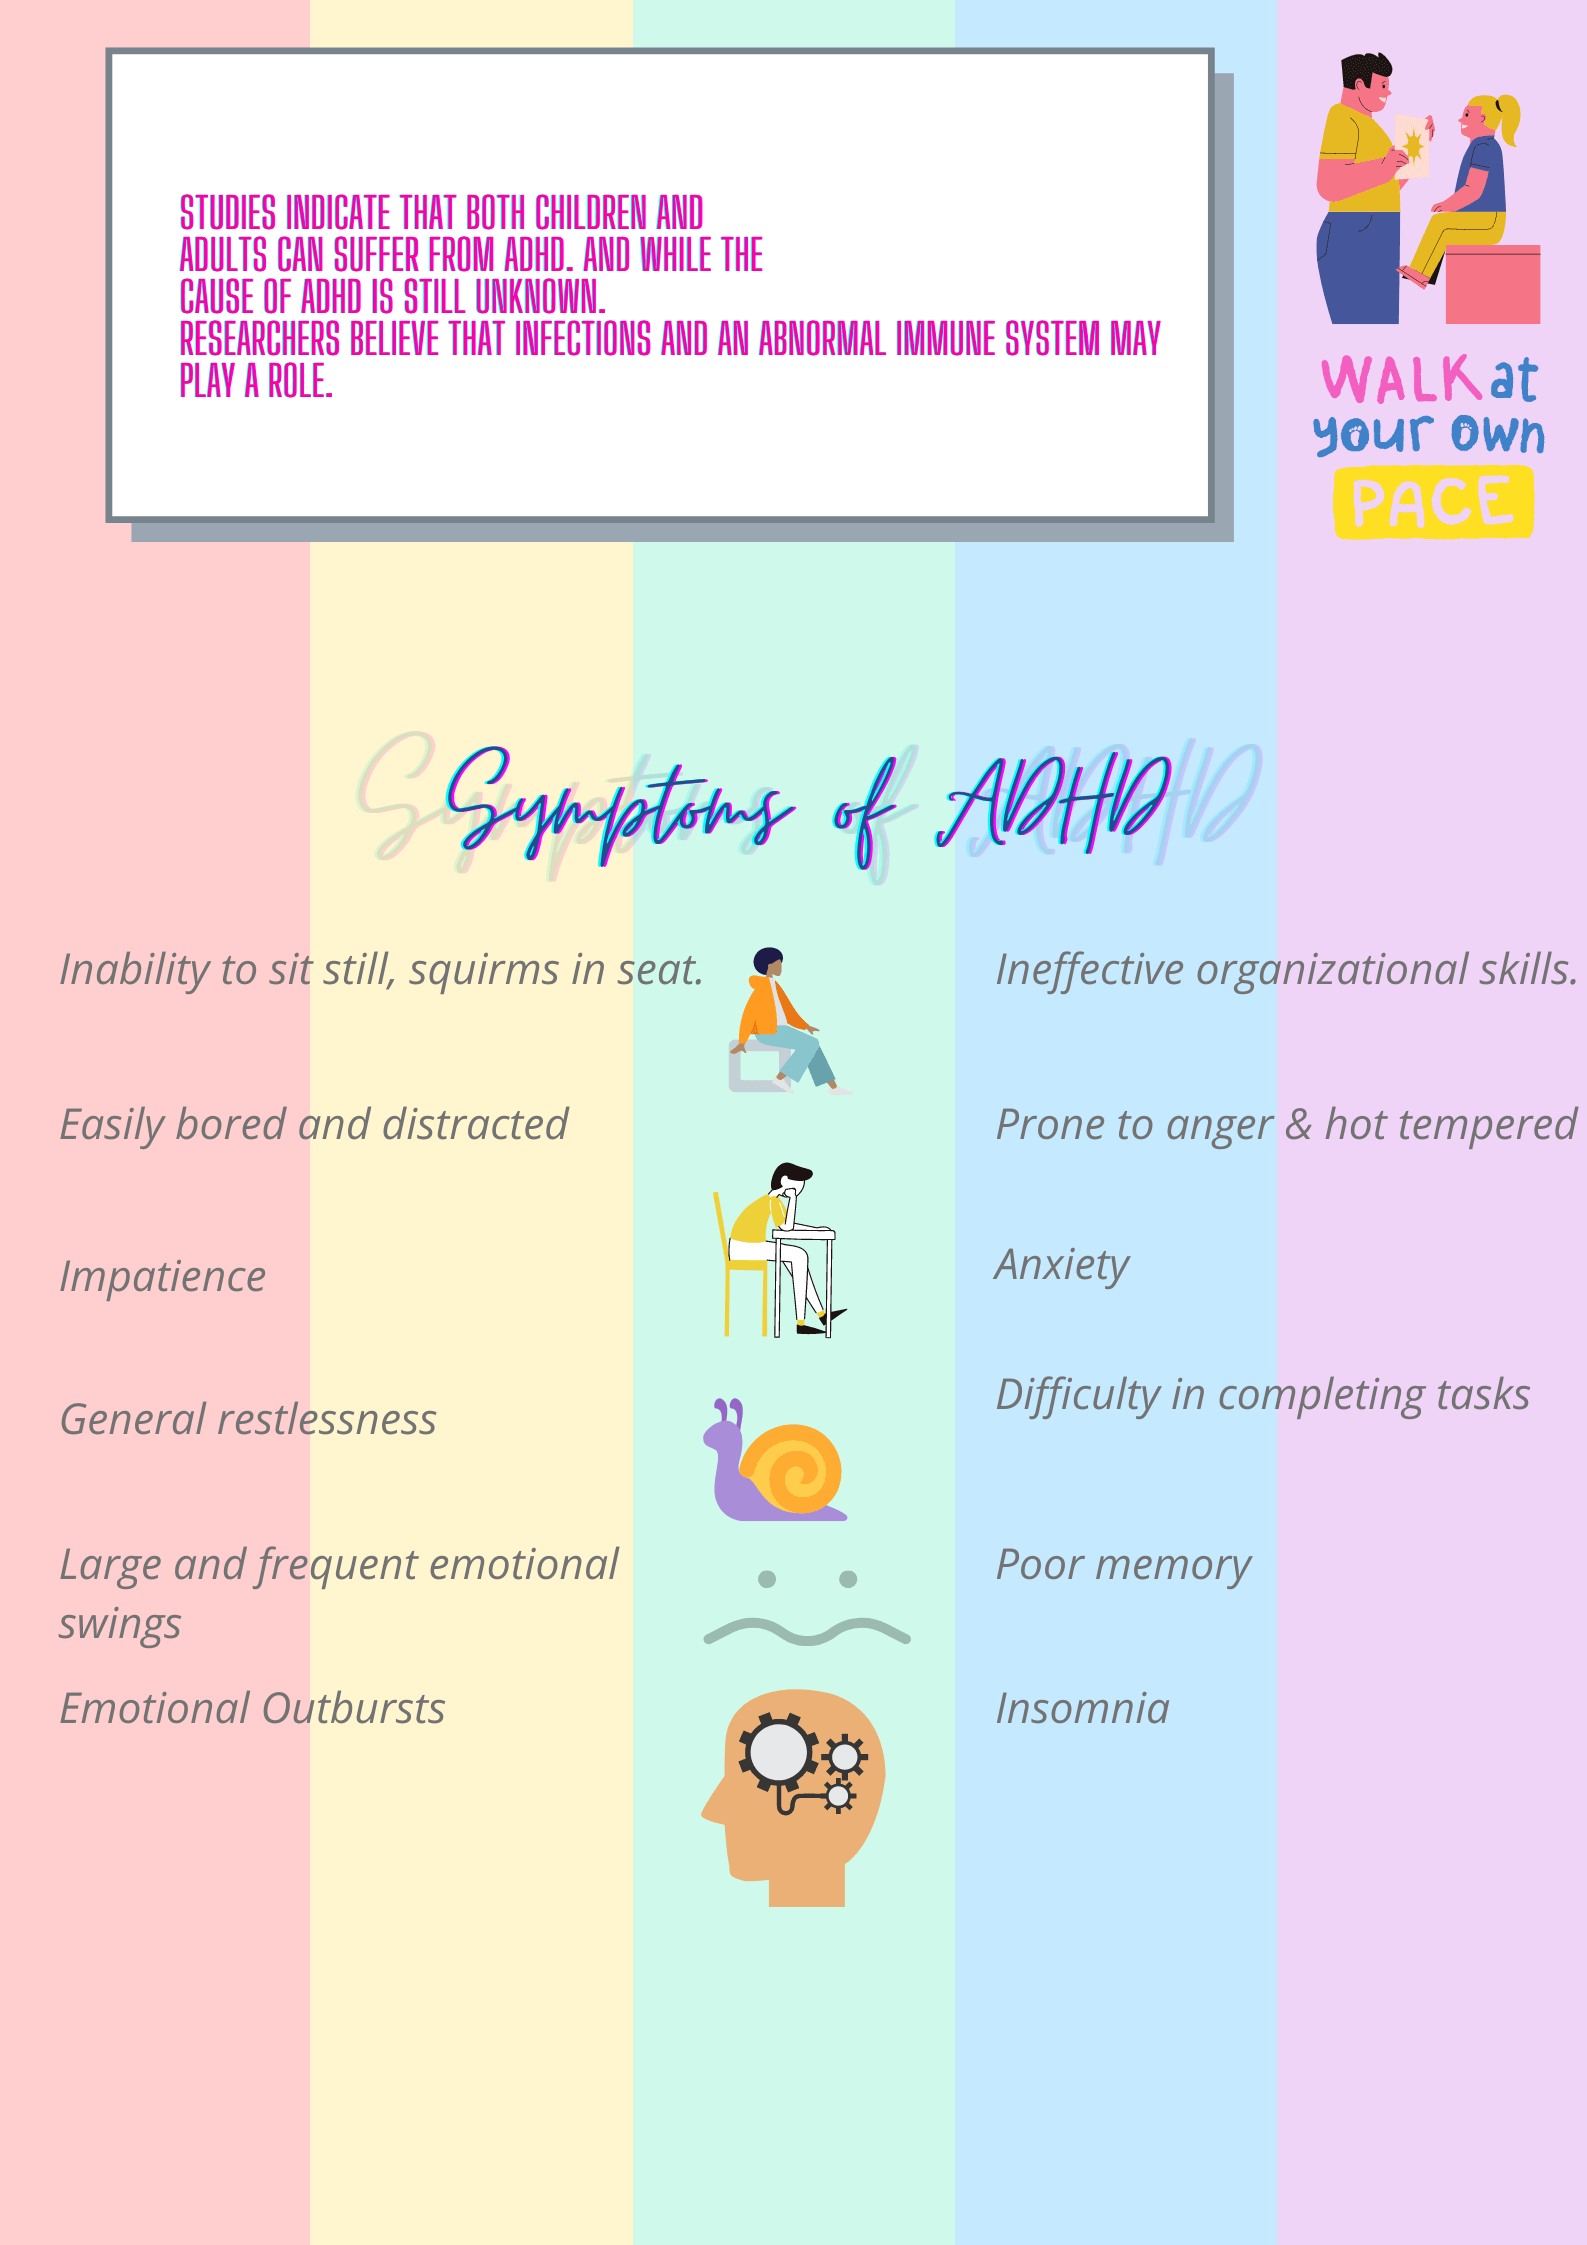 STUDIES INDICATE THAT BOTH CHILDREN AND
ADULTS CAN SUFFER FROM ADHD. AND WHILE THE
CAUSE OF ADHD IS STILL UNKNOWN.
RESEARCHERS BELIEVE THAT INFECTIONS AND AN ABNORMAL IMMUNE SYSTEM MAY
PLAY A ROLE.
WALK at
your own
PACE
Symptoms of ADHD
Inability to sit still, squirms in seat.
Easily bored and distracted
Impatience
General restlessness
Large and frequent emotional
swings
Emotional Outbursts
Ineffective organizational skills.
Prone to anger & hot tempered
Anxiety
Difficulty in completing tasks
Poor memory
Insomnia